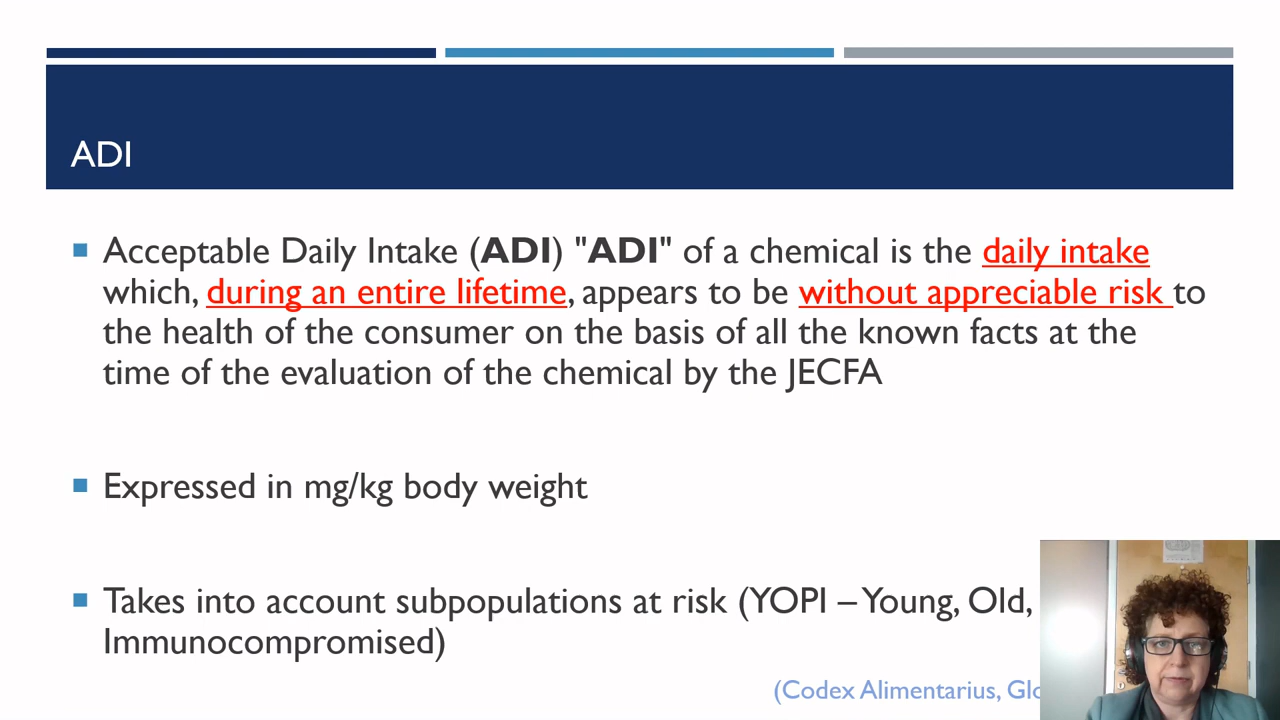 ADI
Acceptable Daily Intake (ADI) "ADI" of a chemical is the daily intake
which, during an entire lifetime, appears to be without appreciable risk to
the health of the consumer on the basis of all the known facts at the
time of the evaluation of the chemical by the JECFA
Expressed in mg/kg body weight
Takes into account subpopulations at risk (YOPI – Young, Old,
Immunocompromised)
(Codex Alimentarius,